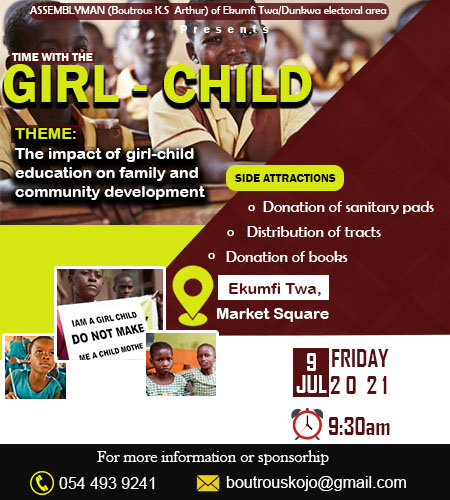 ASSEMBLYMAN (Boutrous K.S Arthur) of Ekumfi Twa/Dunkwa electoral area
Presents
TIME WITH THE
GIRL - CHILD
THEME:
The impact of girl-child
education on family and
community development
SIDE ATTRACTIONS
Donation of sanitary pads
Distribution of tracts
Donation of books
Ekumfi Twa,
Market Square
IAM A GIRL CHILD
DO NOT MAKE
ME A CHILD MOTHE
9 FRIDAY
JUL 2021
9:30am
For more information or sponsorhip
054 493 9241 boutrouskojo@gmail.com